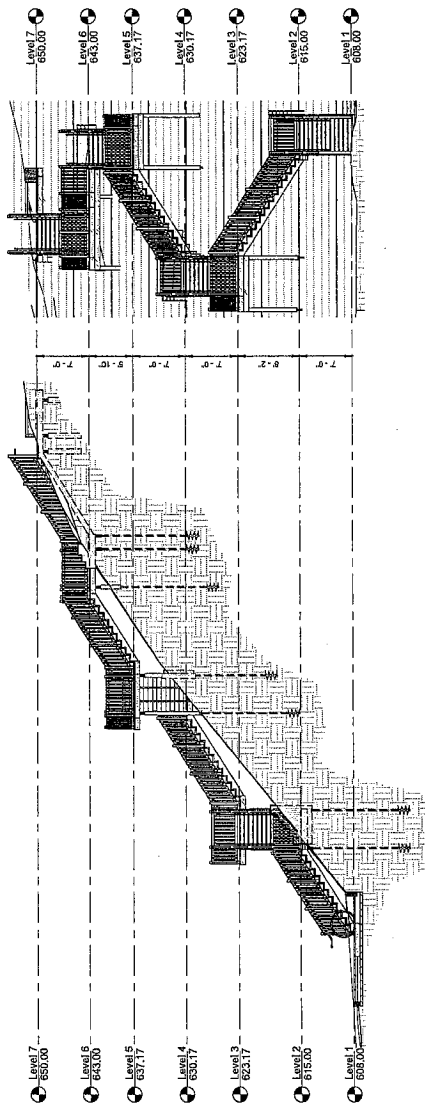 Level 7
650.00
Level 6
643.00
Level 5
637.17
Level 4
630.17
Level 3
623.17
Level 2
615.00
Level 1
608.00
7' - 0"
5' - 10"
7' - 0"
7' - 0"
8' - 2"
7' - 0"
Level 7
650.00
Level 6
643.00
Level 5
637.17
Level 4
630.17
Level 3
623.17
Level 2
615.00
Level 1
608.00